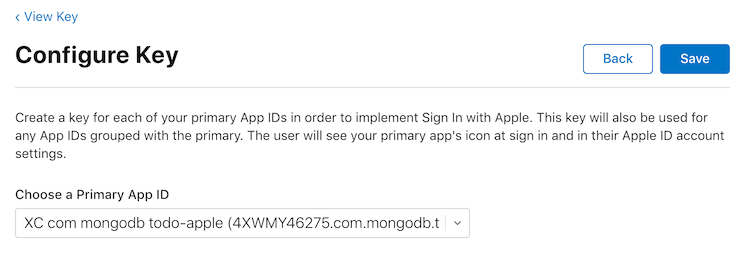 ‹ View Key
Configure Key
Back
Save
Create a key for each of your primary App IDs in order to implement Sign In with Apple. This key will also be used for
any App IDs grouped with the primary. The user will see your primary app's icon at sign in and in their Apple ID account
settings.
Choose a Primary App ID
XC com mongodb todo-apple (4XWMY46275.com.mongodb.t